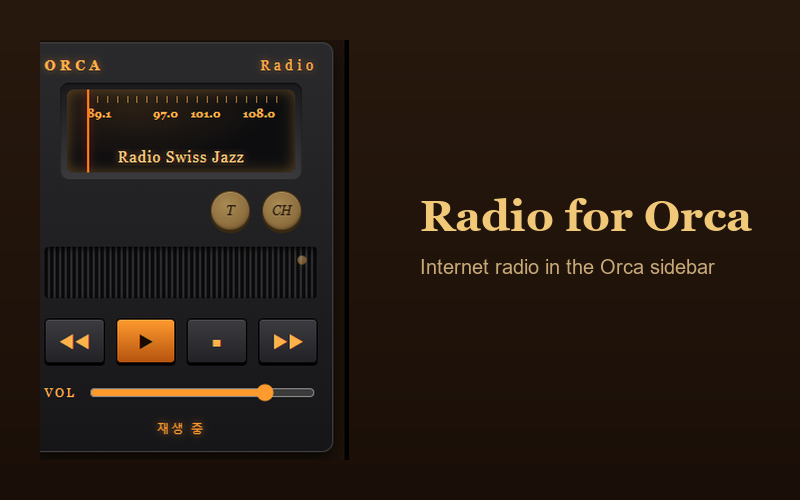 ORCA
Radio
89.1 97.0 101.0 108.0
Radio Swiss Jazz
T CH
Radio for Orca
Internet radio in the Orca sidebar
VOL
재생 중